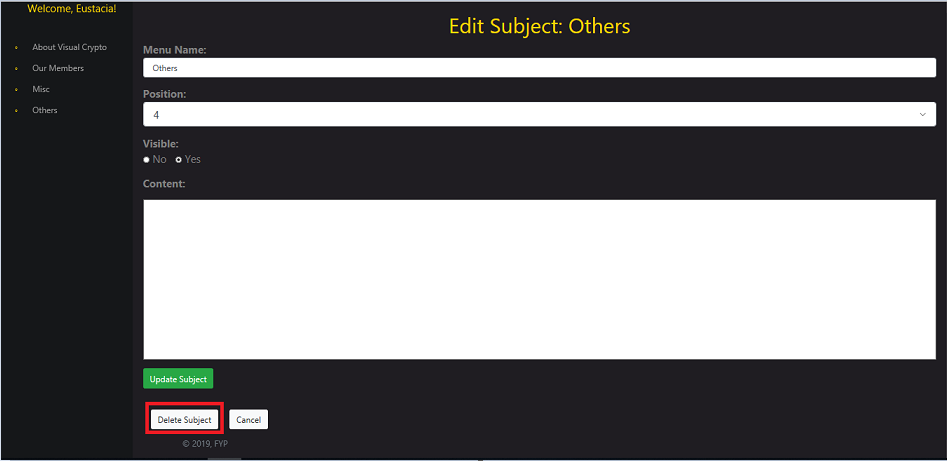 Welcome, Eustacia!
About Visual Crypto
Our Members
Misc
Others
Edit Subject: Others
Menu Name:
Others
Position:
4
Visible:
No Yes
Content:
Update Subject
Delete Subject Cancel
© 2019, FYP